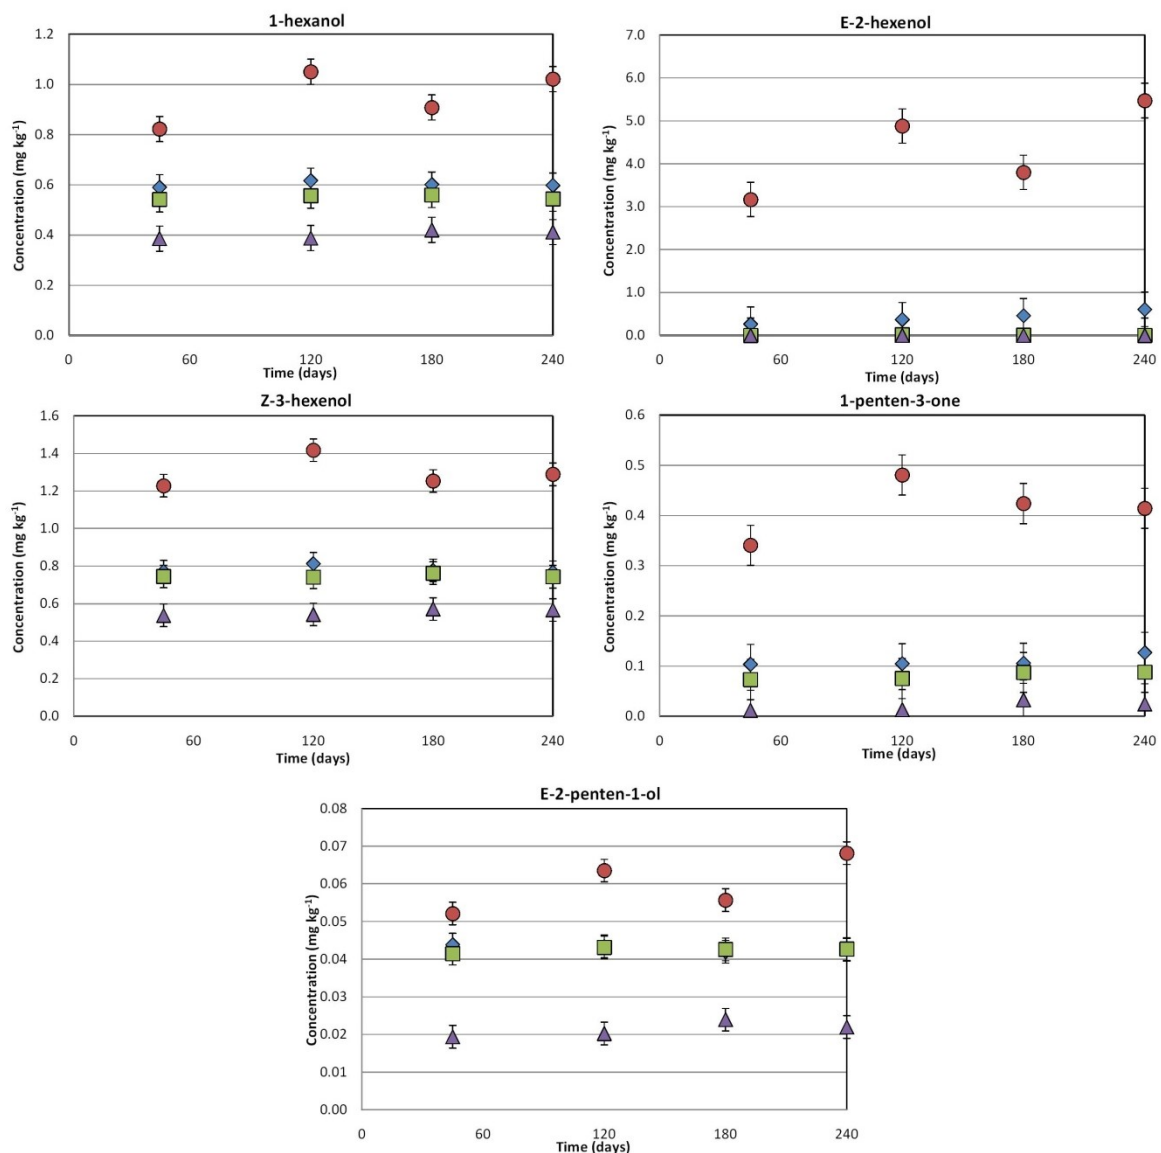 1-hexanol
Concentration (mg kg⁻¹)
1.2
1.0
0.8
0.6
0.4
0.2
0.0
0 60 120 180 240
Time (days)
E-2-hexenol
Concentration (mg kg⁻¹)
7.0
6.0
5.0
4.0
3.0
2.0
1.0
0.0
0 60 120 180 240
Time (days)
Z-3-hexenol
Concentration (mg kg⁻¹)
1.6
1.4
1.2
1.0
0.8
0.6
0.4
0.2
0.0
0 60 120 180 240
Time (days)
1-penten-3-one
Concentration (mg kg⁻¹)
0.6
0.5
0.4
0.3
0.2
0.1
0.0
0 60 120 180 240
Time (days)
E-2-penten-1-ol
Concentration (mg kg⁻¹)
0.08
0.07
0.06
0.05
0.04
0.03
0.02
0.01
0.00
0 60 120 180 240
Time (days)